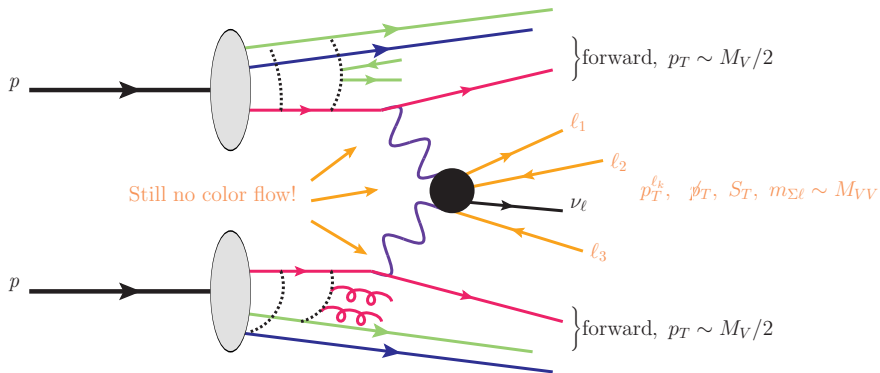 p
}forward, p_T ∼ M_V/2
ℓ_1
ℓ_2
Still no color flow!
p_T^{ℓ_k}, p̸_T, S_T, m_{Σℓ} ∼ M_{VV}
ν_ℓ
ℓ_3
p
}forward, p_T ∼ M_V/2